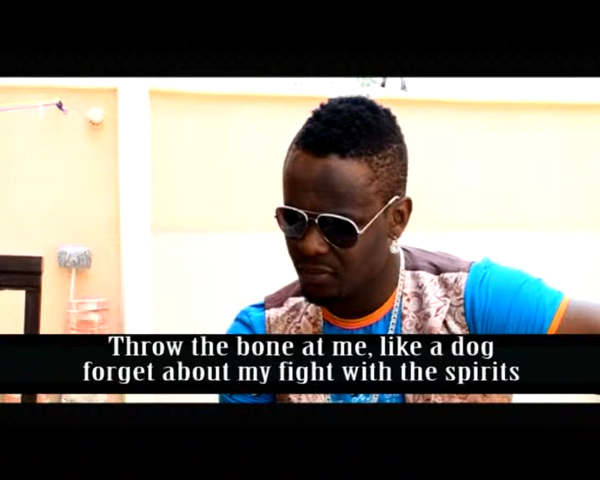 Throw the bone at me, like a dog
forget about my fight with the spirits